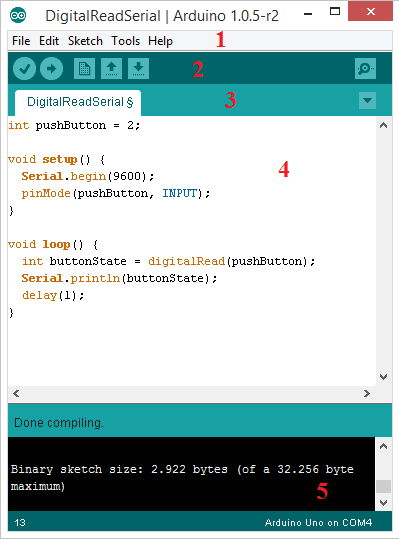 DigitalReadSerial | Arduino 1.0.5-r2
File Edit Sketch Tools Help 1
2
DigitalReadSerial § 3
int pushButton = 2;
void setup() { 4
Serial.begin(9600);
pinMode(pushButton, INPUT);
}
void loop() {
int buttonState = digitalRead(pushButton);
Serial.println(buttonState);
delay(1);
}
Done compiling.
Binary sketch size: 2.922 bytes (of a 32.256 byte
maximum) 5
13 Arduino Uno on COM4